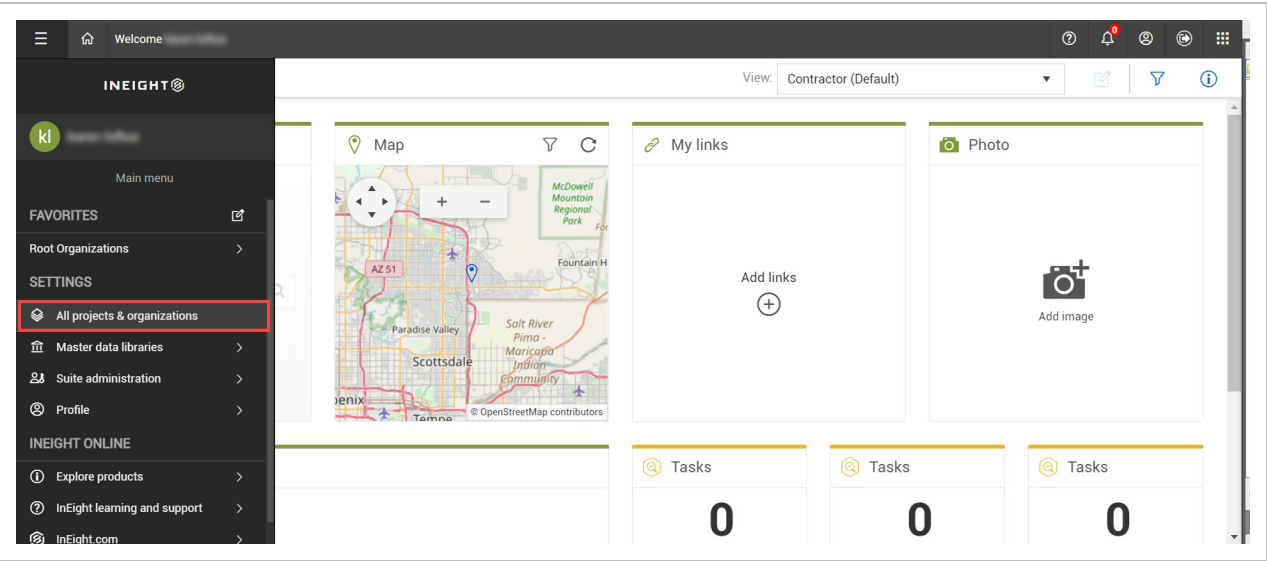 Welcome
0
INEIGHT
View: Contractor (Default)
kl
Main menu
FAVORITES
Root Organizations
SETTINGS
All projects & organizations
Master data libraries
Suite administration
Profile
INEIGHT ONLINE
Explore products
InEight learning and support
InEight.com
Map
McDowell
Mountain
Regional
Park
For
AZ 51
Fountain H
Paradise Valley
Salt River
Pima -
Maricopa
Indian
Community
Scottsdale
penix
Tempe
© OpenStreetMap contributors
My links
Add links
Photo
Add image
Tasks
0
Tasks
0
Tasks
0